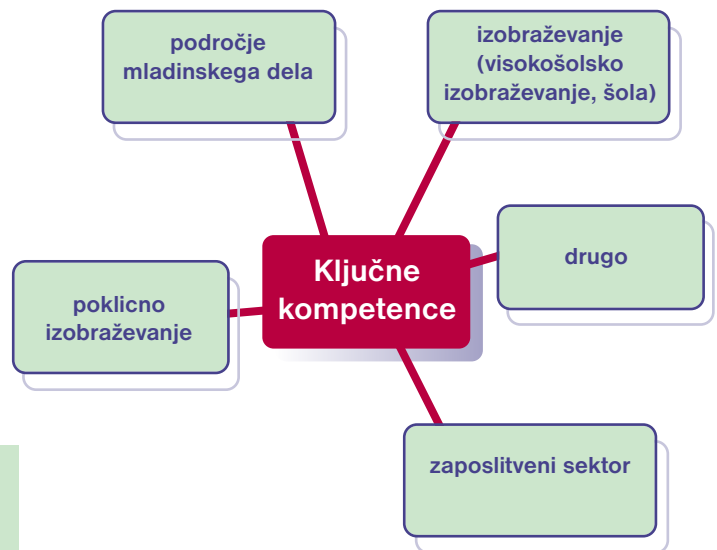 področje
mladinskega dela
izobraževanje
(visokošolsko
izobraževanje, šola)
Ključne
kompetence
drugo
poklicno
izobraževanje
zaposlitveni sektor